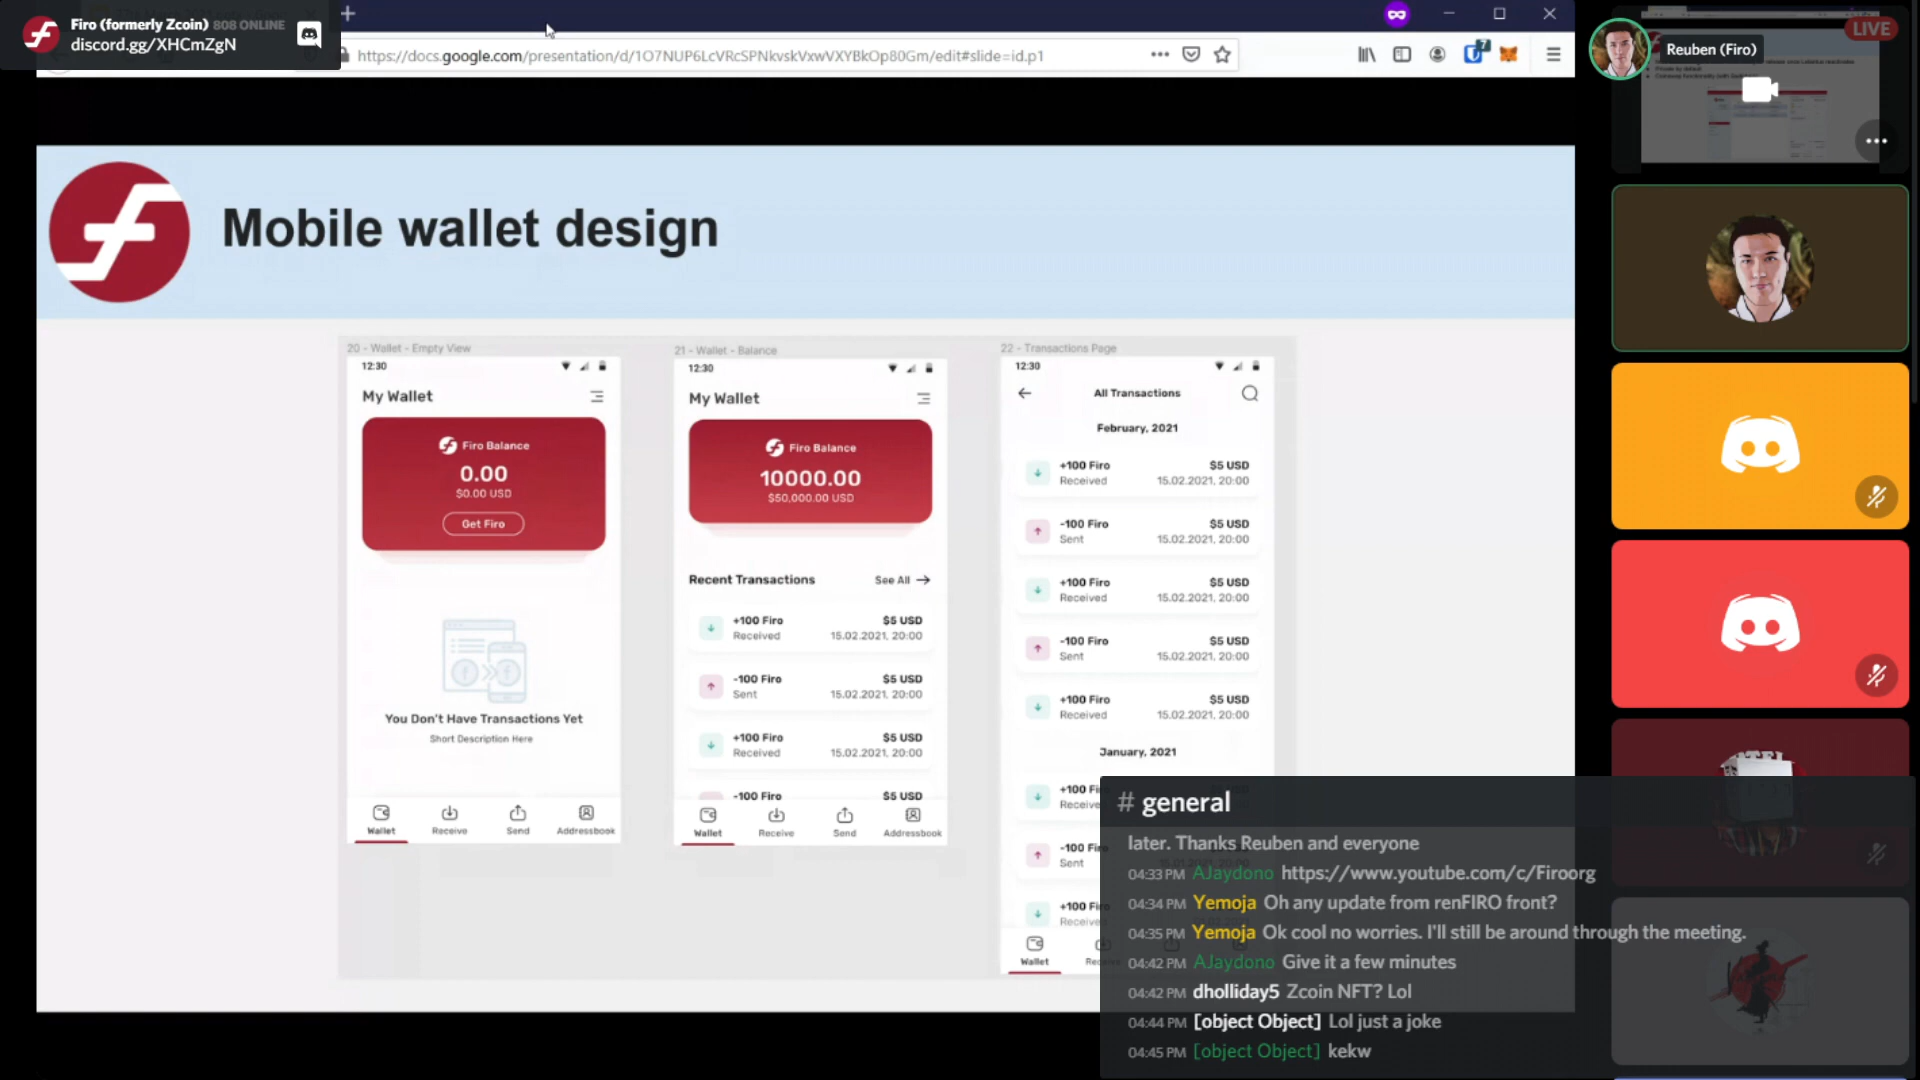 Firo (formerly Zcoin) 808 ONLINE
discord.gg/XHCmZgN
https://docs.google.com/presentation/d/1O7NUP6LcVRcSPNkvskVxwVXYBkOp80Gm/edit#slide=id.p1
7
Reuben (Firo)
LIVE
Mobile wallet design
20 - Wallet - Empty View
12:30
My Wallet
Firo Balance
0.00
$0.00 USD
Get Firo
You Don't Have Transactions Yet
Short Description Here
Wallet Receive Send Addressbook
21 - Wallet - Balance
12:30
My Wallet
Firo Balance
10000.00
$50,000.00 USD
Recent Transactions See All
+100 Firo $5 USD
Received 15.02.2021, 20:00
-100 Firo $5 USD
Sent 15.02.2021, 20:00
+100 Firo $5 USD
Received 15.02.2021, 20:00
-100 Firo $5 USD
Wallet Receive Send Addressbook
22 - Transactions Page
12:30
All Transactions
February, 2021
+100 Firo $5 USD
Received 15.02.2021, 20:00
-100 Firo $5 USD
Sent 15.02.2021, 20:00
+100 Firo $5 USD
Received 15.02.2021, 20:00
-100 Firo $5 USD
Sent 15.02.2021, 20:00
+100 Firo $5 USD
Received 15.02.2021, 20:00
January, 2021
+100 Firo
Received
-100 Firo
Sent
+100 Firo
Received
Wallet
# general
later. Thanks Reuben and everyone
04:33 PM AJaydono https://www.youtube.com/c/Firoorg
04:34 PM Yemoja Oh any update from renFIRO front?
04:35 PM Yemoja Ok cool no worries. I'll still be around through the meeting.
04:42 PM AJaydono Give it a few minutes
04:42 PM dholliday5 Zcoin NFT? Lol
04:44 PM [object Object] Lol just a joke
04:45 PM [object Object] kekw